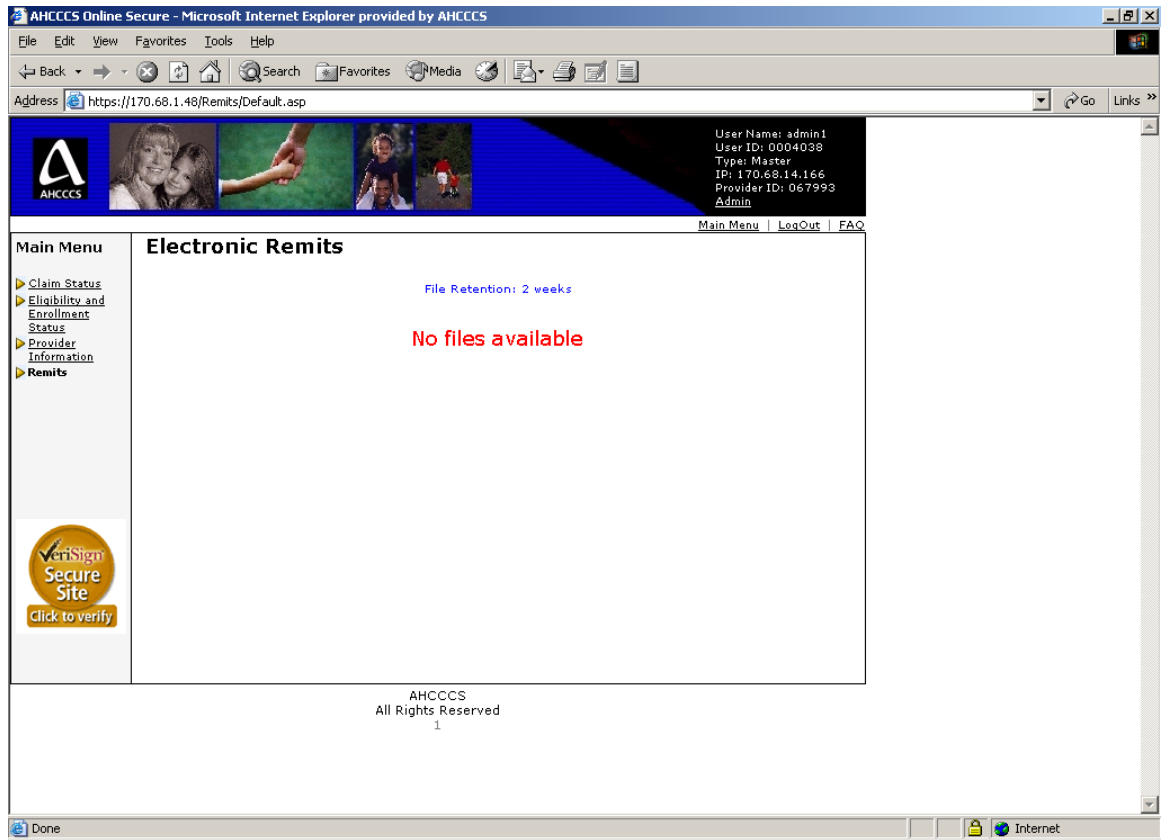 AHCCCS Online Secure - Microsoft Internet Explorer provided by AHCCCS
File Edit View Favorites Tools Help
Back Search Favorites Media
Address https://170.68.1.48/Remits/Default.asp Go Links »
AHCCCS
User Name: admin1
User ID: 0004038
Type: Master
IP: 170.68.14.166
Provider ID: 067993
Admin
Main Menu | LogOut | FAQ
Main Menu
Claim Status
Eligibility and
Enrollment
Status
Provider
Information
Remits
Electronic Remits
File Retention: 2 weeks
No files available
VeriSign
Secure
Site
Click to verify
AHCCCS
All Rights Reserved
1
Done Internet